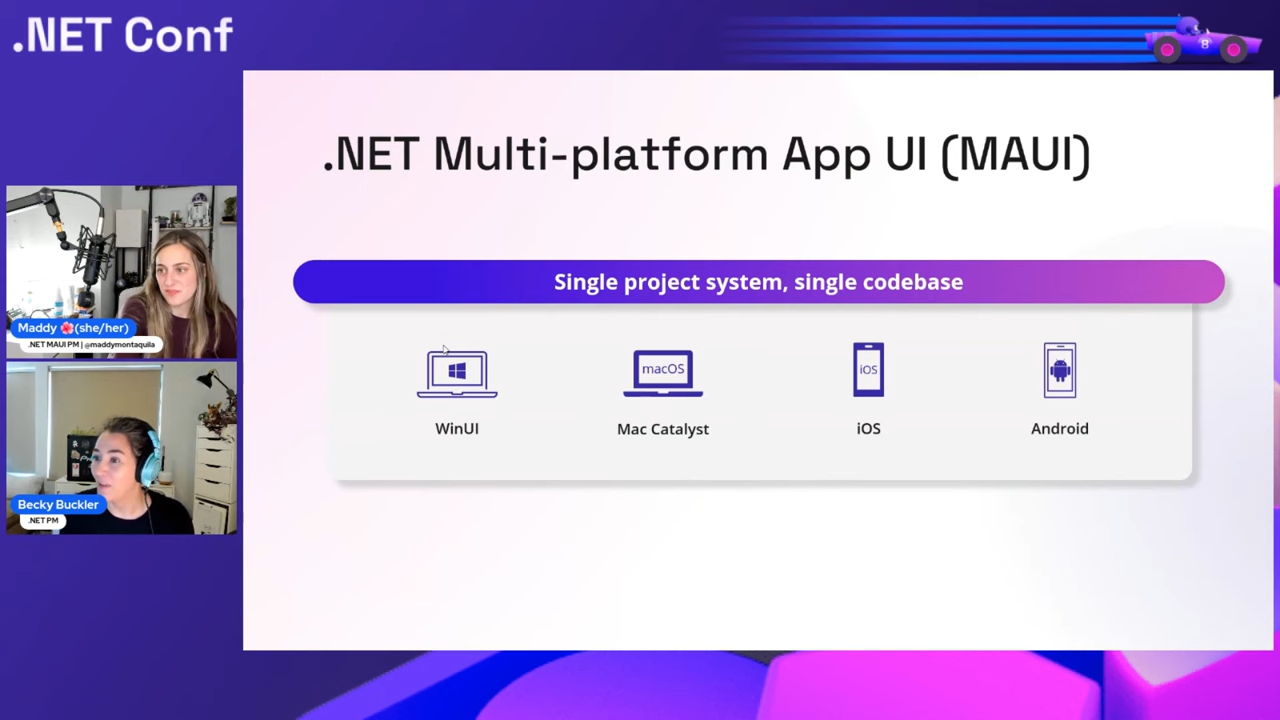 .NET Conf
8
.NET Multi-platform App UI (MAUI)
Single project system, single codebase
macOS
iOS
WinUI
Mac Catalyst
iOS
Android
Maddy 🌺(she/her)
.NET MAUI PM | @maddymontaquila
Becky Buckler
.NET PM